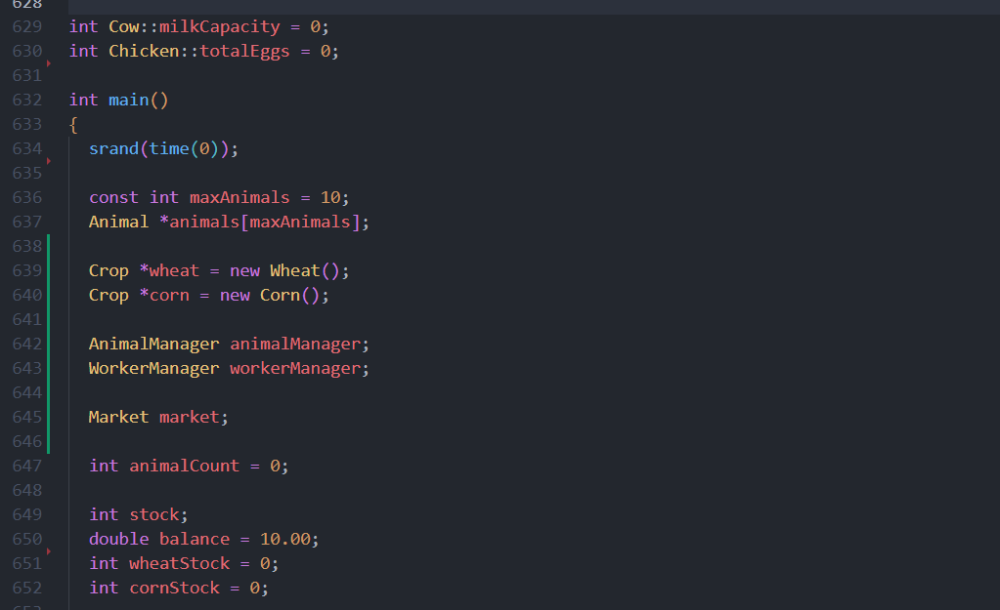 628
629 int Cow::milkCapacity = 0;
630 int Chicken::totalEggs = 0;
631
632 int main()
633 {
634 srand(time(0));
635
636 const int maxAnimals = 10;
637 Animal *animals[maxAnimals];
638
639 Crop *wheat = new Wheat();
640 Crop *corn = new Corn();
641
642 AnimalManager animalManager;
643 WorkerManager workerManager;
644
645 Market market;
646
647 int animalCount = 0;
648
649 int stock;
650 double balance = 10.00;
651 int wheatStock = 0;
652 int cornStock = 0;